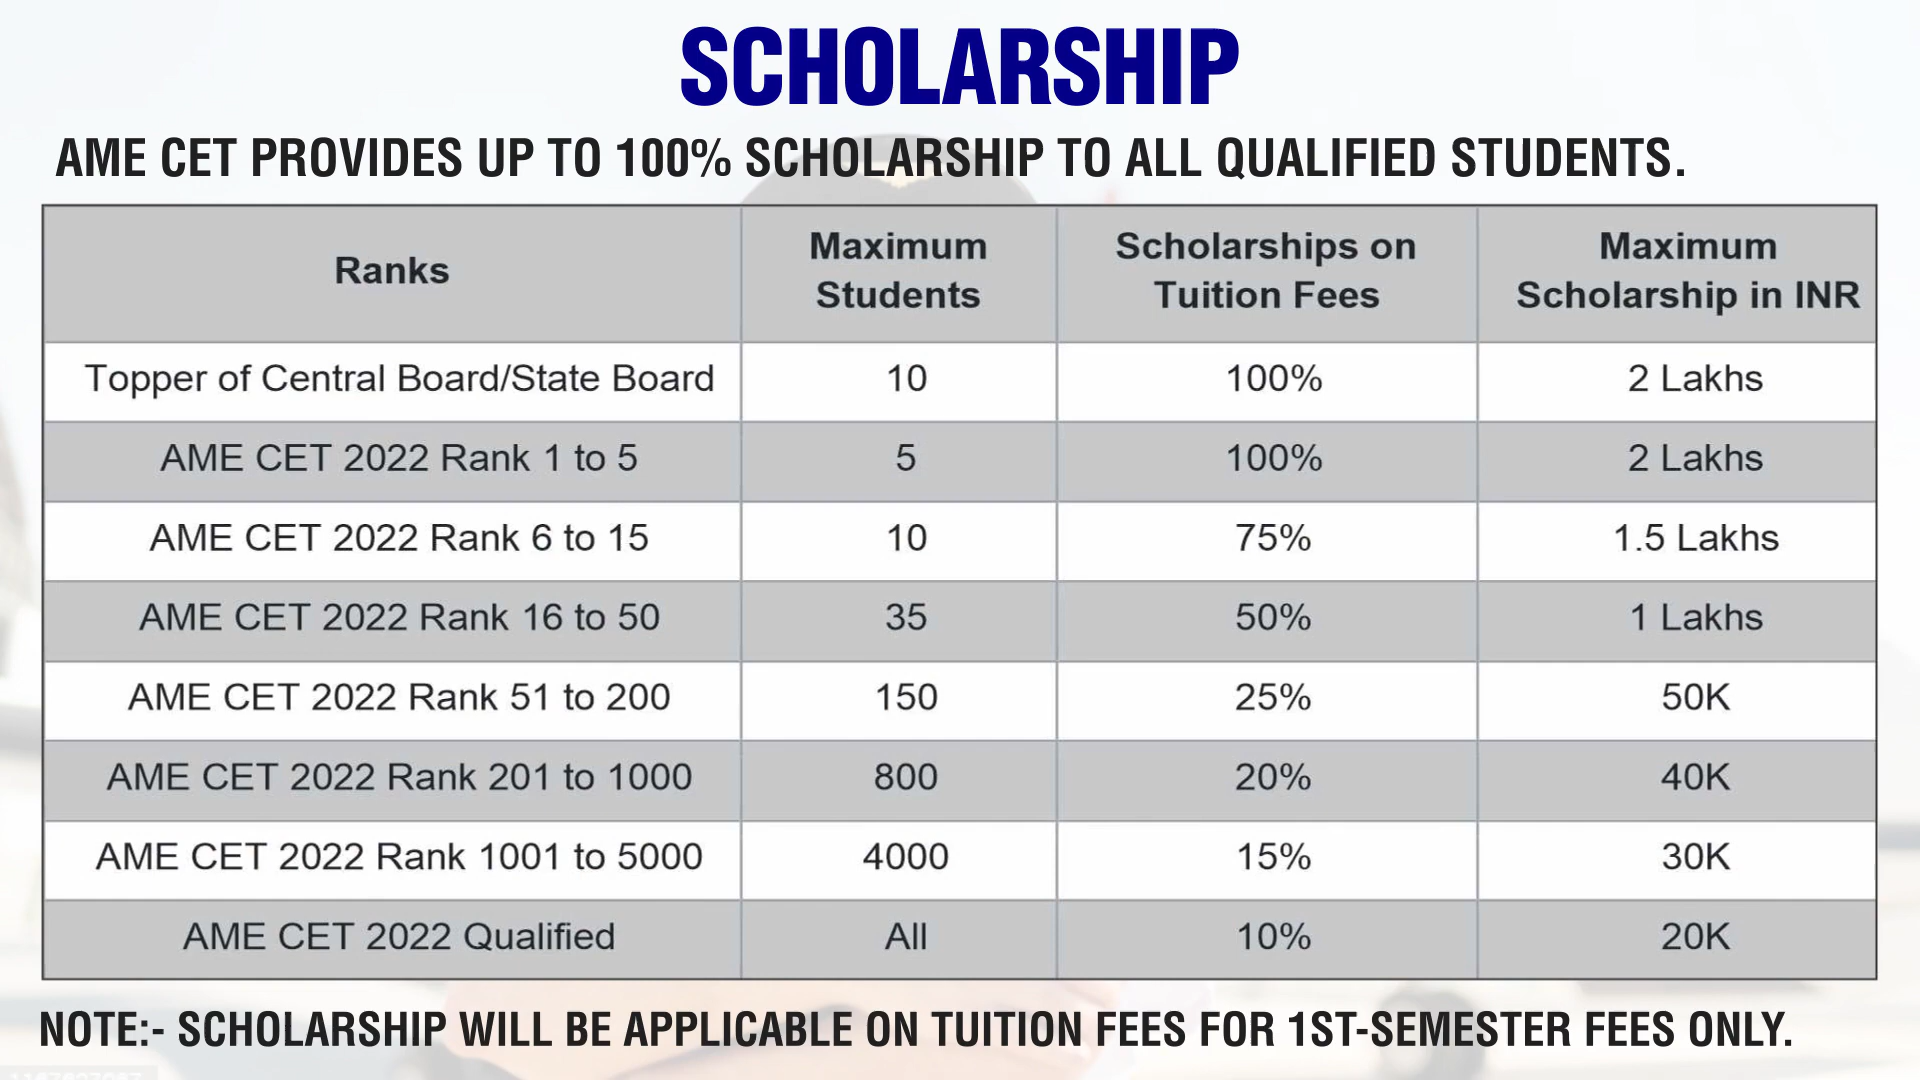 SCHOLARSHIP
AME CET PROVIDES UP TO 100% SCHOLARSHIP TO ALL QUALIFIED STUDENTS.
Ranks Maximum Students Scholarships on Tuition Fees Maximum Scholarship in INR
Topper of Central Board/State Board 10 100% 2 Lakhs
AME CET 2022 Rank 1 to 5 5 100% 2 Lakhs
AME CET 2022 Rank 6 to 15 10 75% 1.5 Lakhs
AME CET 2022 Rank 16 to 50 35 50% 1 Lakhs
AME CET 2022 Rank 51 to 200 150 25% 50K
AME CET 2022 Rank 201 to 1000 800 20% 40K
AME CET 2022 Rank 1001 to 5000 4000 15% 30K
AME CET 2022 Qualified All 10% 20K
NOTE:- SCHOLARSHIP WILL BE APPLICABLE ON TUITION FEES FOR 1ST-SEMESTER FEES ONLY.